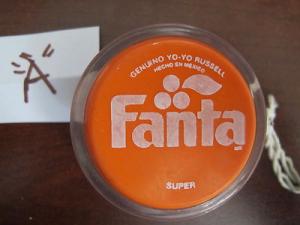 "A"
GENUINO YO-YO RUSSELL
HECHO EN MEXICO
Fanta
SUPER